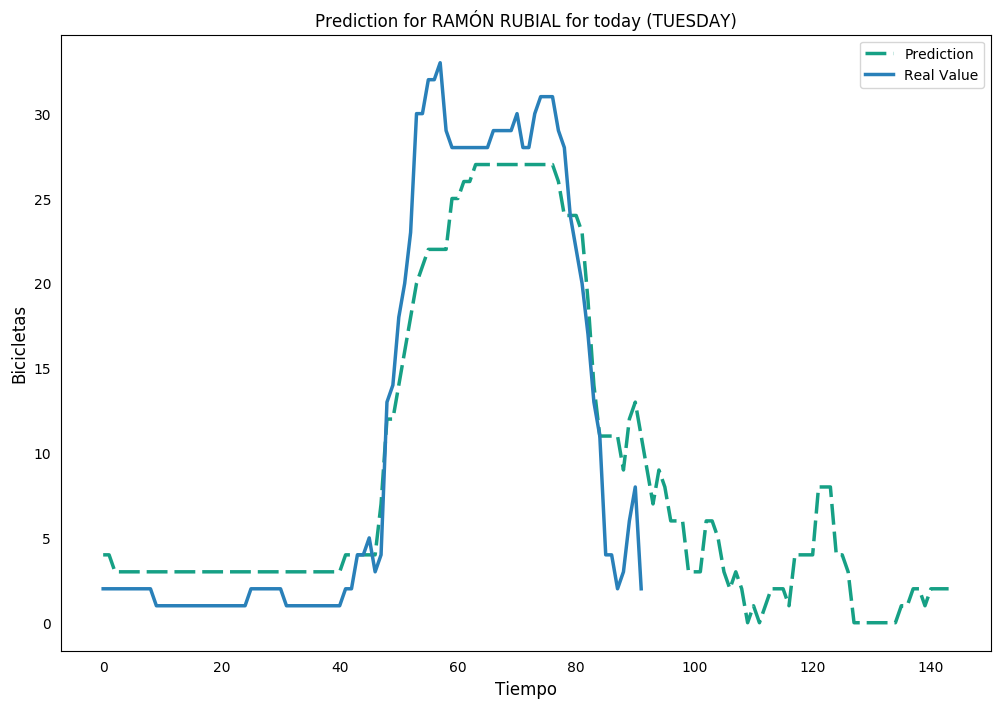 Prediction for RAMÓN RUBIAL for today (TUESDAY)
Prediction
Real Value
Bicicletas
30
25
20
15
10
5
0
0 20 40 60 80 100 120 140
Tiempo